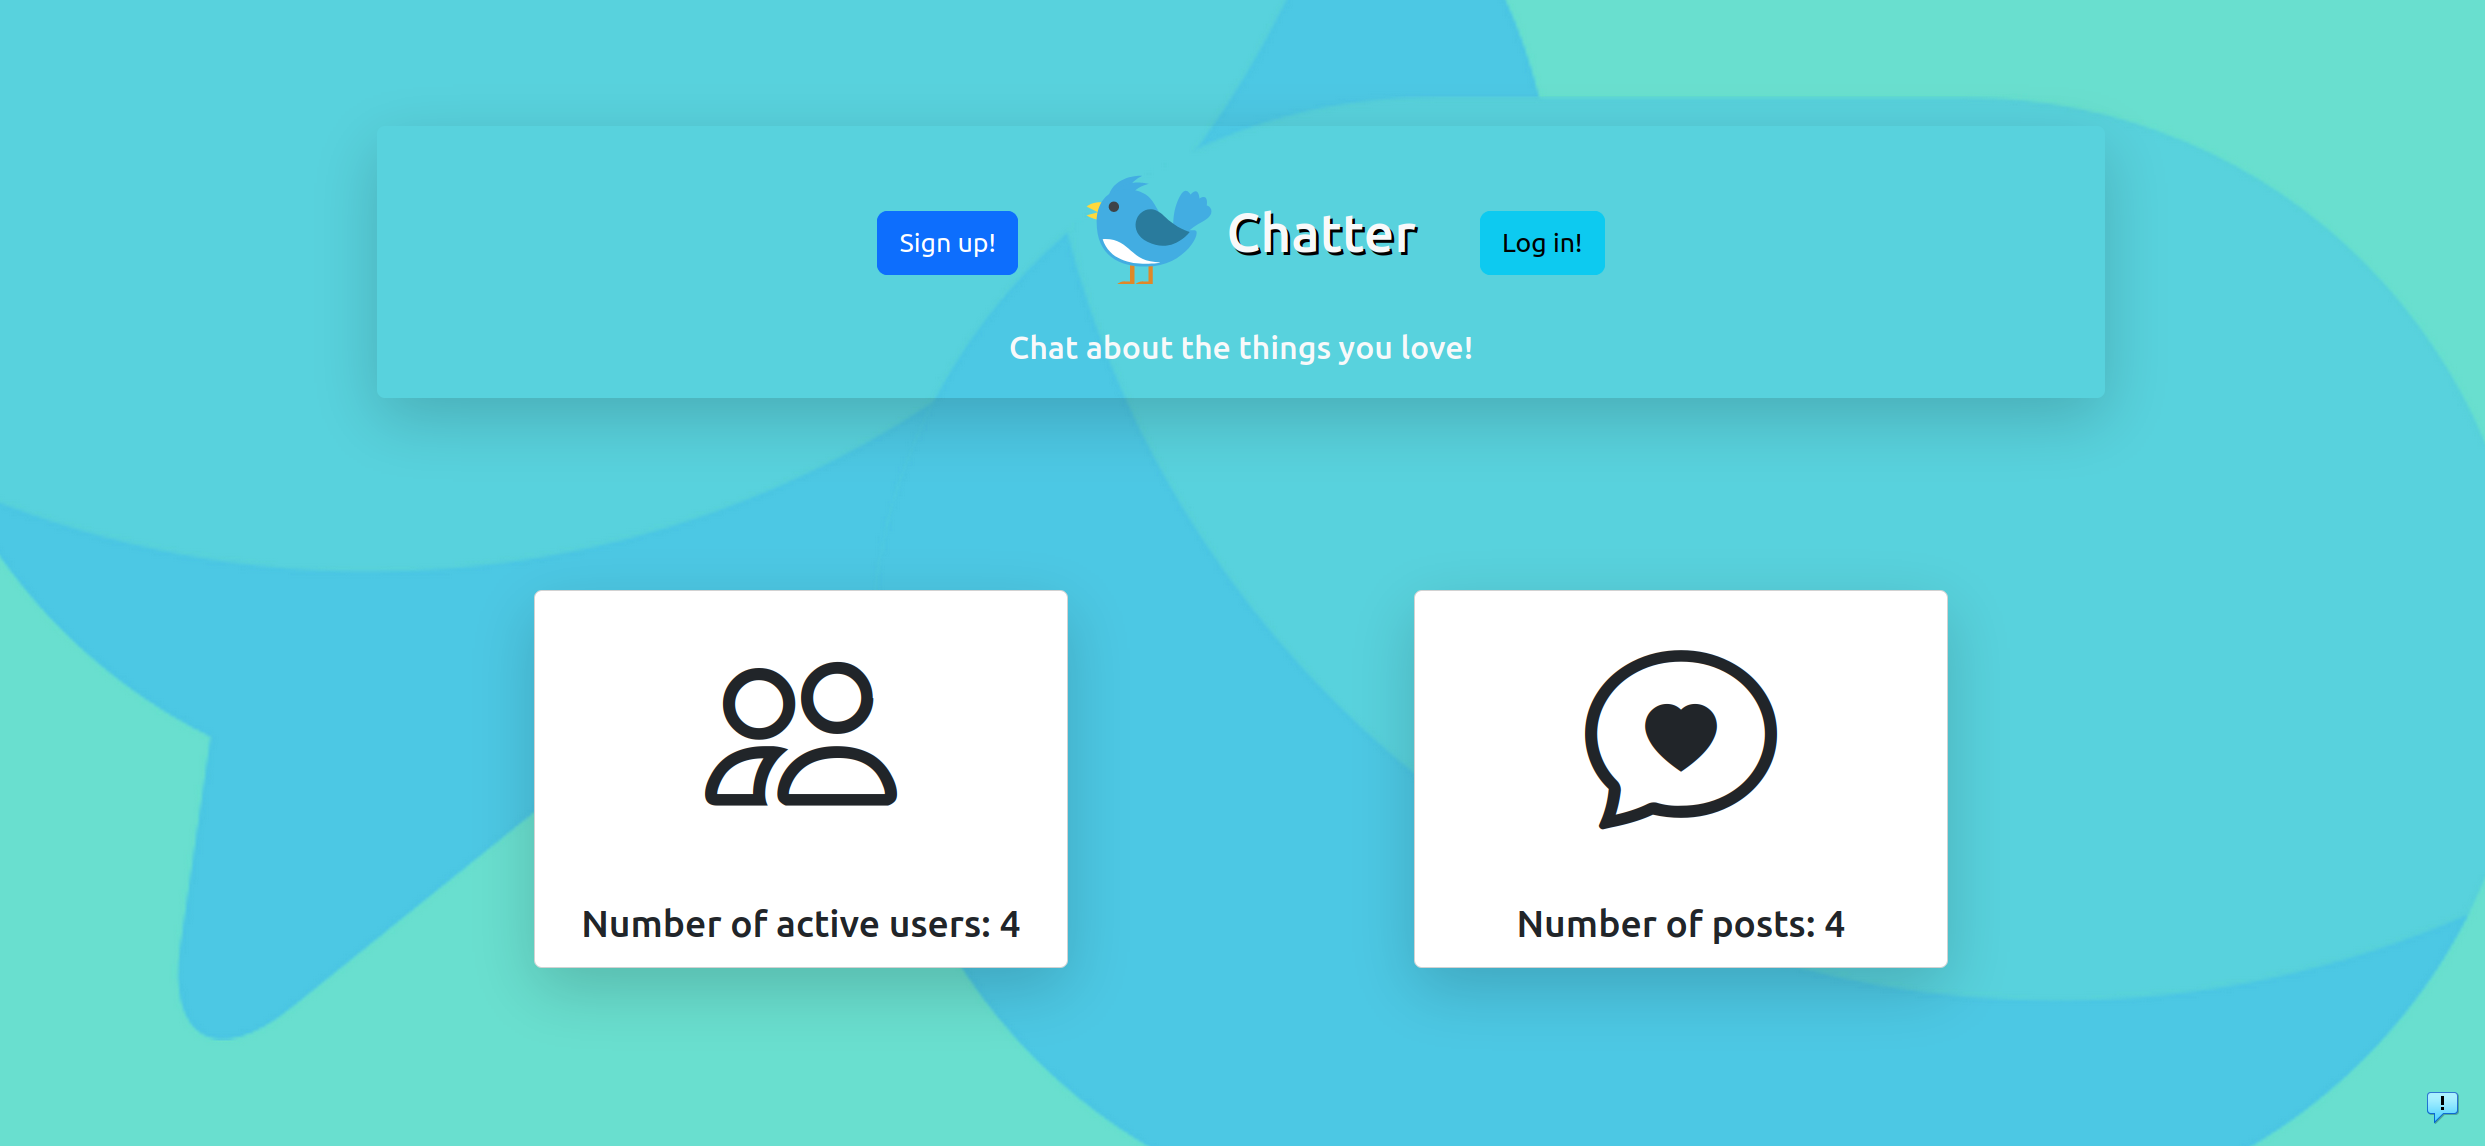 Sign up!
Chatter
Log in!
Chat about the things you love!
Number of active users: 4
Number of posts: 4
!